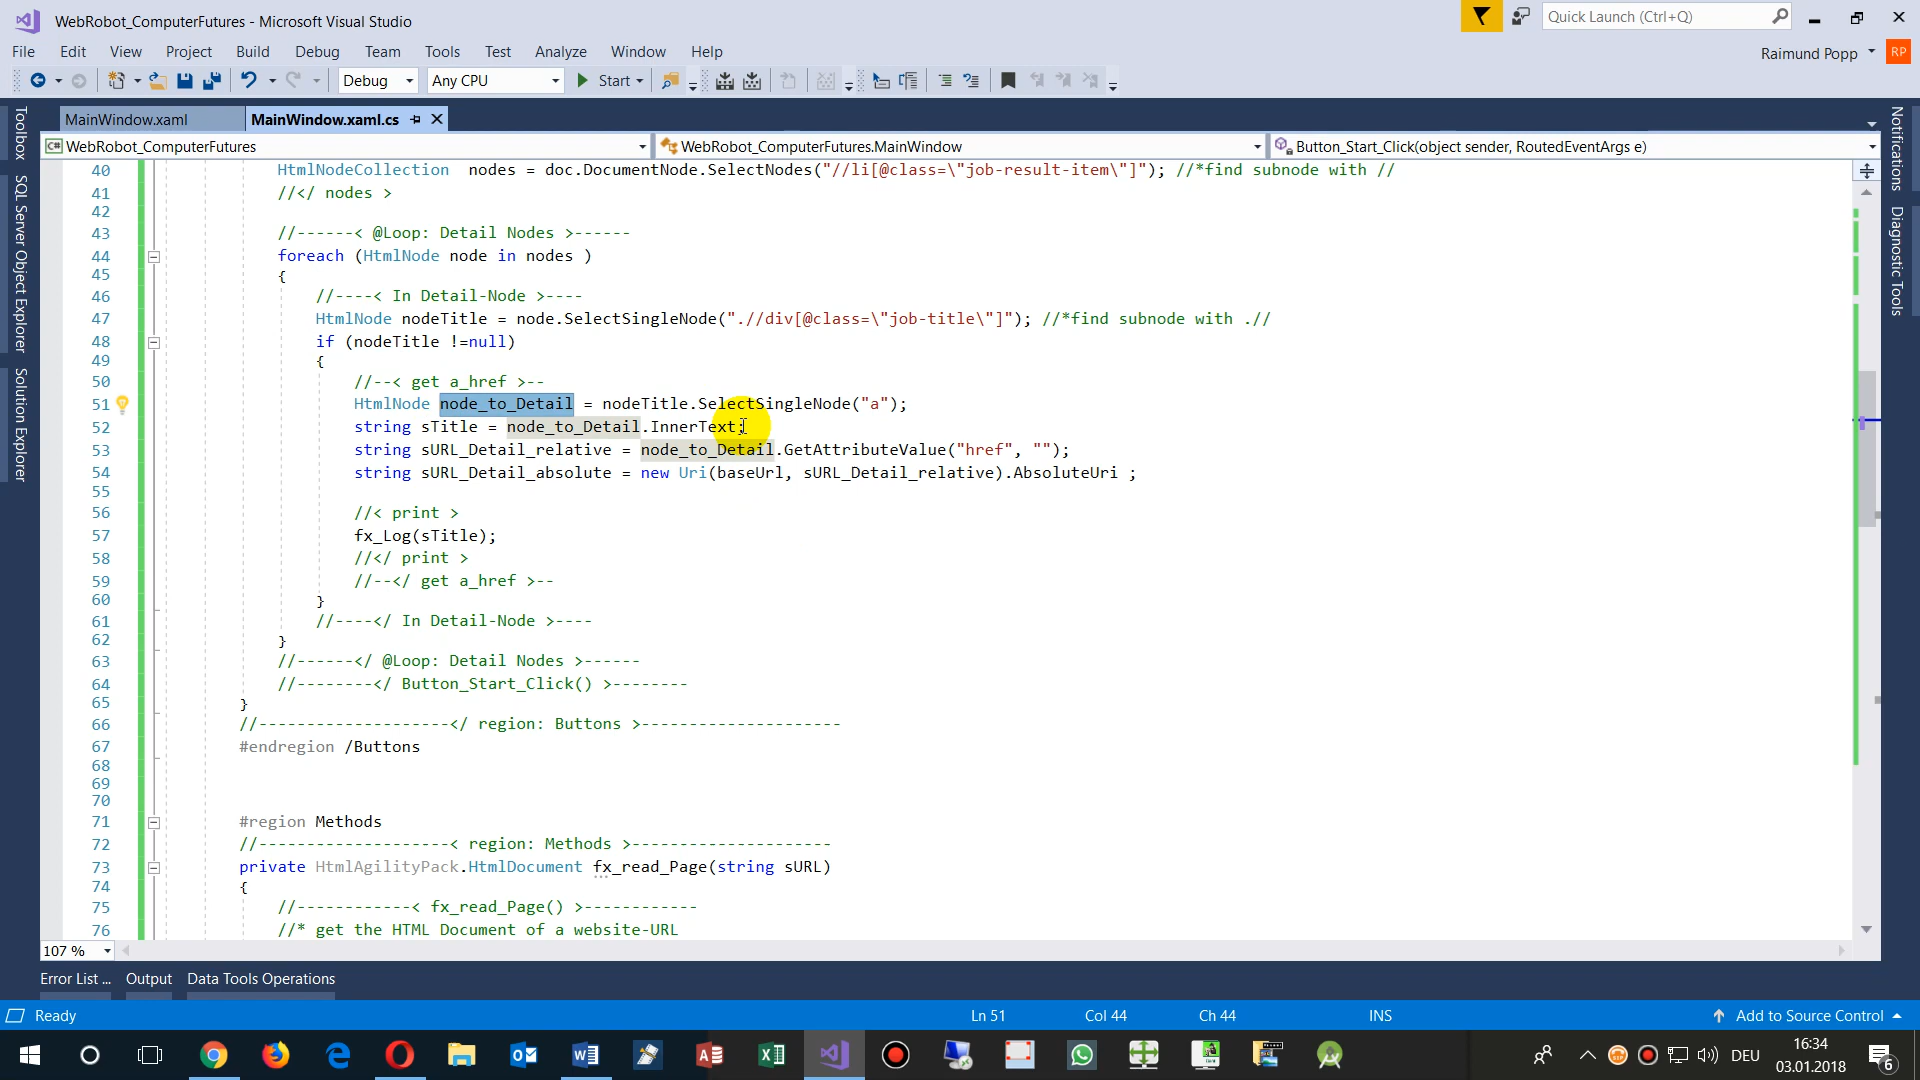 WebRobot_ComputerFutures - Microsoft Visual Studio
Quick Launch (Ctrl+Q)
File Edit View Project Build Debug Team Tools Test Analyze Window Help
Raimund Popp RP
Debug Any CPU Start
MainWindow.xaml MainWindow.xaml.cs
C# WebRobot_ComputerFutures WebRobot_ComputerFutures.MainWindow Button_Start_Click(object sender, RoutedEventArgs e)
Toolbox
SQL Server Object Explorer
Solution Explorer
Notifications
Diagnostic Tools
40 HtmlNodeCollection  nodes = doc.DocumentNode.SelectNodes("//li[@class=\"job-result-item\"]"); //*find subnode with //
41 //</ nodes >
42
43 //------< @Loop: Detail Nodes >------
44 foreach (HtmlNode node in nodes )
45 {
46 //----< In Detail-Node >----
47 HtmlNode nodeTitle = node.SelectSingleNode(".//div[@class=\"job-title\"]"); //*find subnode with .//
48 if (nodeTitle !=null)
49 {
50 //--< get a_href >--
51 HtmlNode node_to_Detail = nodeTitle.SelectSingleNode("a");
52 string sTitle = node_to_Detail.InnerText;
53 string sURL_Detail_relative = node_to_Detail.GetAttributeValue("href", "");
54 string sURL_Detail_absolute = new Uri(baseUrl, sURL_Detail_relative).AbsoluteUri ;
55
56 //< print >
57 fx_Log(sTitle);
58 //</ print >
59 //--</ get a_href >--
60 }
61 //----</ In Detail-Node >----
62 }
63 //------</ @Loop: Detail Nodes >------
64 //--------</ Button_Start_Click() >--------
65 }
66 //--------------------</ region: Buttons >---------------------
67 #endregion /Buttons
68
69
70
71 #region Methods
72 //--------------------< region: Methods >---------------------
73 private HtmlAgilityPack.HtmlDocument fx_read_Page(string sURL)
74 {
75 //------------< fx_read_Page() >------------
76 //* get the HTML Document of a website-URL
107 %
Error List ... Output Data Tools Operations
Ready Ln 51 Col 44 Ch 44 INS Add to Source Control
DEU 16:34
03.01.2018 6